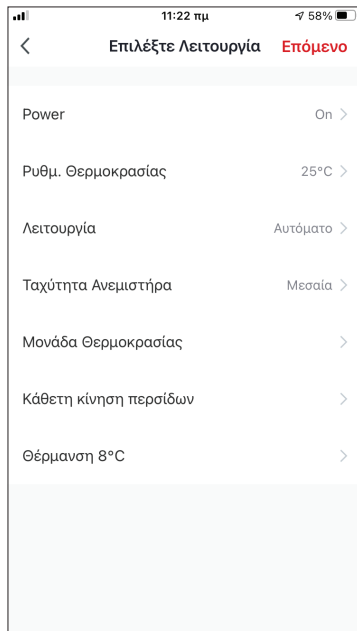 11:22 πμ 58%
Επιλέξτε Λειτουργία Επόμενο
Power On
Ρυθμ. Θερμοκρασίας 25°C
Λειτουργία Αυτόματο
Ταχύτητα Ανεμιστήρα Μεσαία
Μονάδα Θερμοκρασίας
Κάθετη κίνηση περσίδων
Θέρμανση 8°C